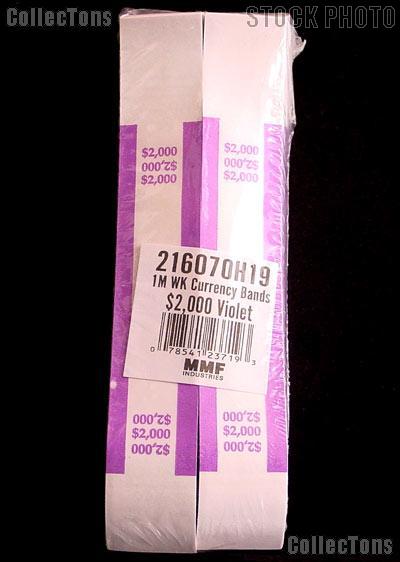 CollecTons STOCK PHOTO
$2,000 $2,000
$2,000 $2,000
$2,000 $2,000
216070H19
1M WK Currency Bands
$2,000 Violet
0 78541 23719 3
MMF
INDUSTRIES
$2,000 $2,000
$2,000 $2,000
$2,000 $2,000
CollecTons